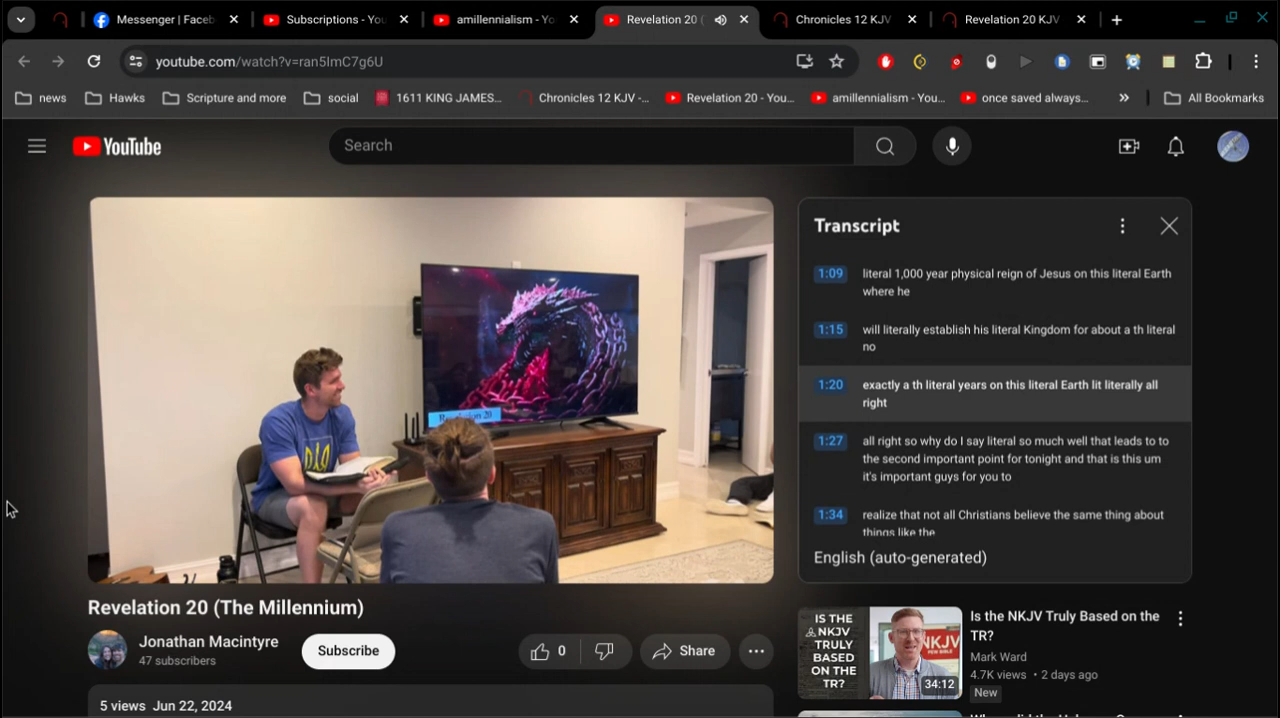 Messenger | Faceb
Subscriptions - You
amillennialism - Yo
Revelation 20 (
Chronicles 12 KJV
Revelation 20 KJV
youtube.com/watch?v=ran5lmC7g6U
news
Hawks
Scripture and more
social
1611 KING JAMES...
Chronicles 12 KJV -...
Revelation 20 - You...
amillennialism - You...
once saved always...
All Bookmarks
YouTube
Search
Transcript
1:09 literal 1,000 year physical reign of Jesus on this literal Earth
where he
1:15 will literally establish his literal Kingdom for about a th literal
no
1:20 exactly a th literal years on this literal Earth lit literally all
right
1:27 all right so why do I say literal so much well that leads to to
the second important point for tonight and that is this um
it's important guys for you to
1:34 realize that not all Christians believe the same thing about
things like the
English (auto-generated)
Revelation 20
Revelation 20 (The Millennium)
Jonathan Macintyre
47 subscribers
Subscribe
0
Share
5 views Jun 22, 2024
IS THE
NKJV
TRULY
BASED
ON THE
TR?
NKJV
34:12
Is the NKJV Truly Based on the
TR?
Mark Ward
4.7K views • 2 days ago
New